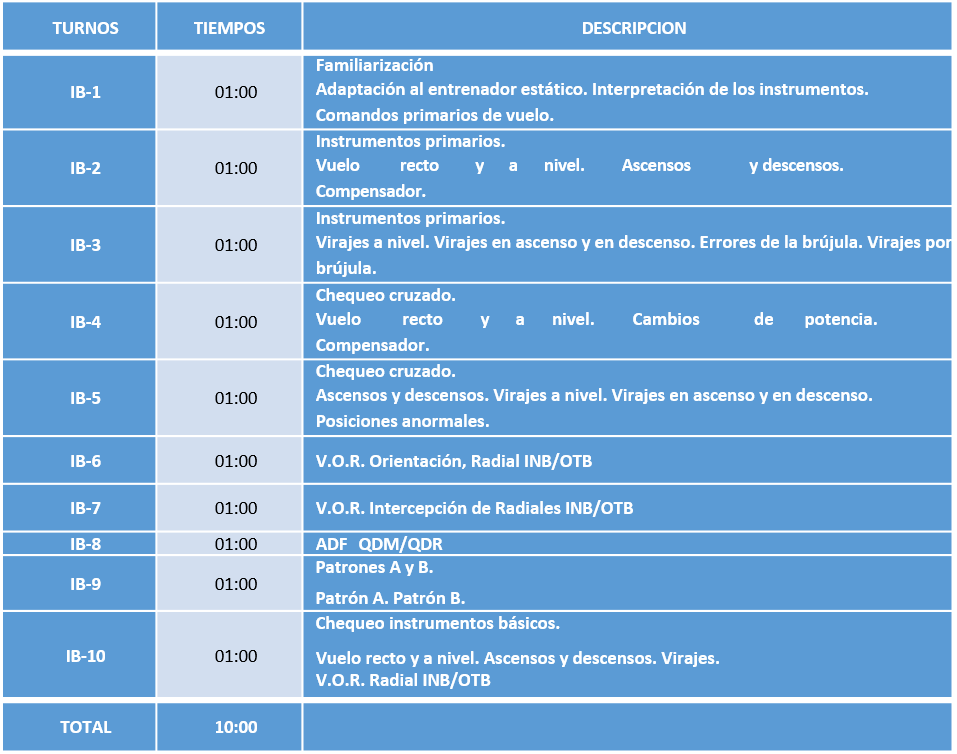 TURNOS TIEMPOS DESCRIPCION
IB-1 01:00 Familiarización
Adaptación al entrenador estático. Interpretación de los instrumentos.
Comandos primarios de vuelo.
IB-2 01:00 Instrumentos primarios.
Vuelo recto y a nivel. Ascensos y descensos.
Compensador.
IB-3 01:00 Instrumentos primarios.
Virajes a nivel. Virajes en ascenso y en descenso. Errores de la brújula. Virajes por
brújula.
IB-4 01:00 Chequeo cruzado.
Vuelo recto y a nivel. Cambios de potencia.
Compensador.
IB-5 01:00 Chequeo cruzado.
Ascensos y descensos. Virajes a nivel. Virajes en ascenso y en descenso.
Posiciones anormales.
IB-6 01:00 V.O.R. Orientación, Radial INB/OTB
IB-7 01:00 V.O.R. Intercepción de Radiales INB/OTB
IB-8 01:00 ADF QDM/QDR
IB-9 01:00 Patrones A y B.
Patrón A. Patrón B.
IB-10 01:00 Chequeo instrumentos básicos.
Vuelo recto y a nivel. Ascensos y descensos. Virajes.
V.O.R. Radial INB/OTB
TOTAL 10:00